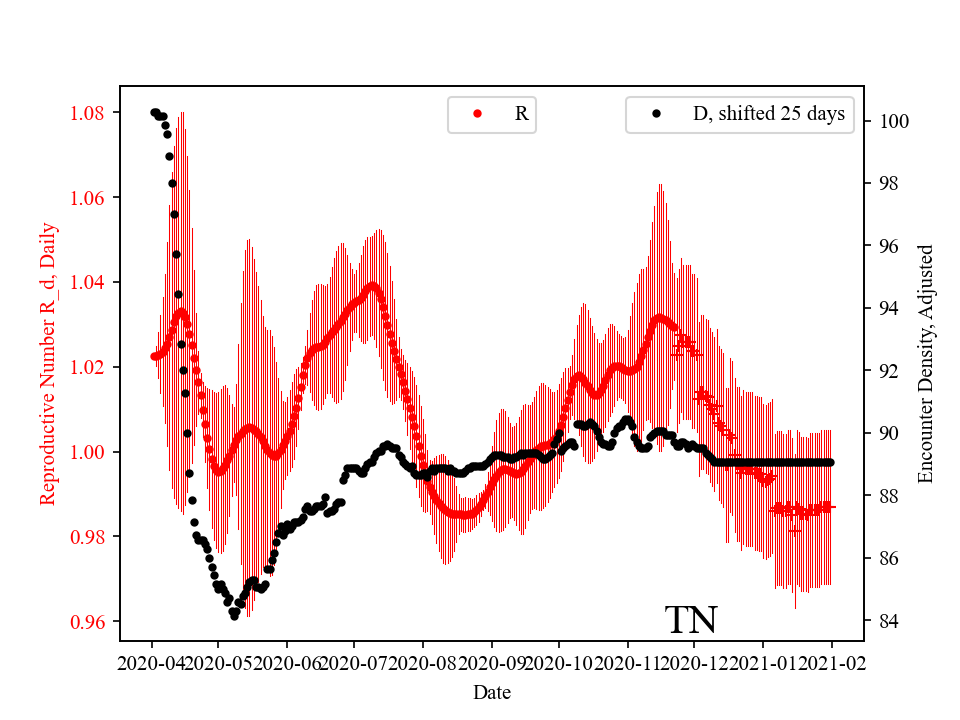 R
D, shifted 25 days
1.08
1.06
1.04
1.02
1.00
0.98
0.96
Reproductive Number R_d, Daily
100
98
96
94
92
90
88
86
84
Encounter Density, Adjusted
TN
2020-04 2020-05 2020-06 2020-07 2020-08 2020-09 2020-10 2020-11 2020-12 2021-01 2021-02
Date